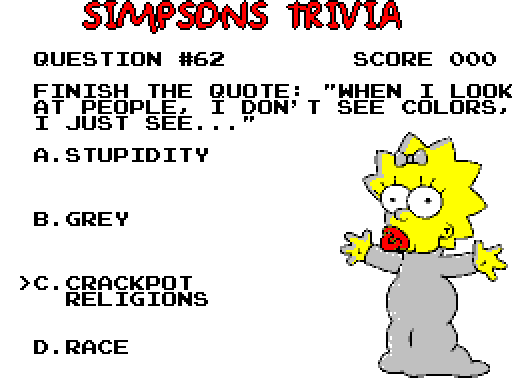 SIMPSONS TRIVIA
QUESTION #62 SCORE 000
FINISH THE QUOTE: "WHEN I LOOK
AT PEOPLE, I DON'T SEE COLORS,
I JUST SEE..."
A.STUPIDITY
B.GREY
>C.CRACKPOT
RELIGIONS
D.RACE